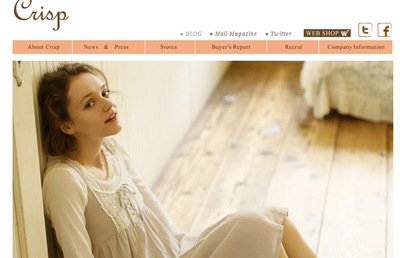 Crisp
BLOG Mail Magazine Twitter WEB SHOP
About Crisp News & Press Stores Buyer's Report Recrut Company Information